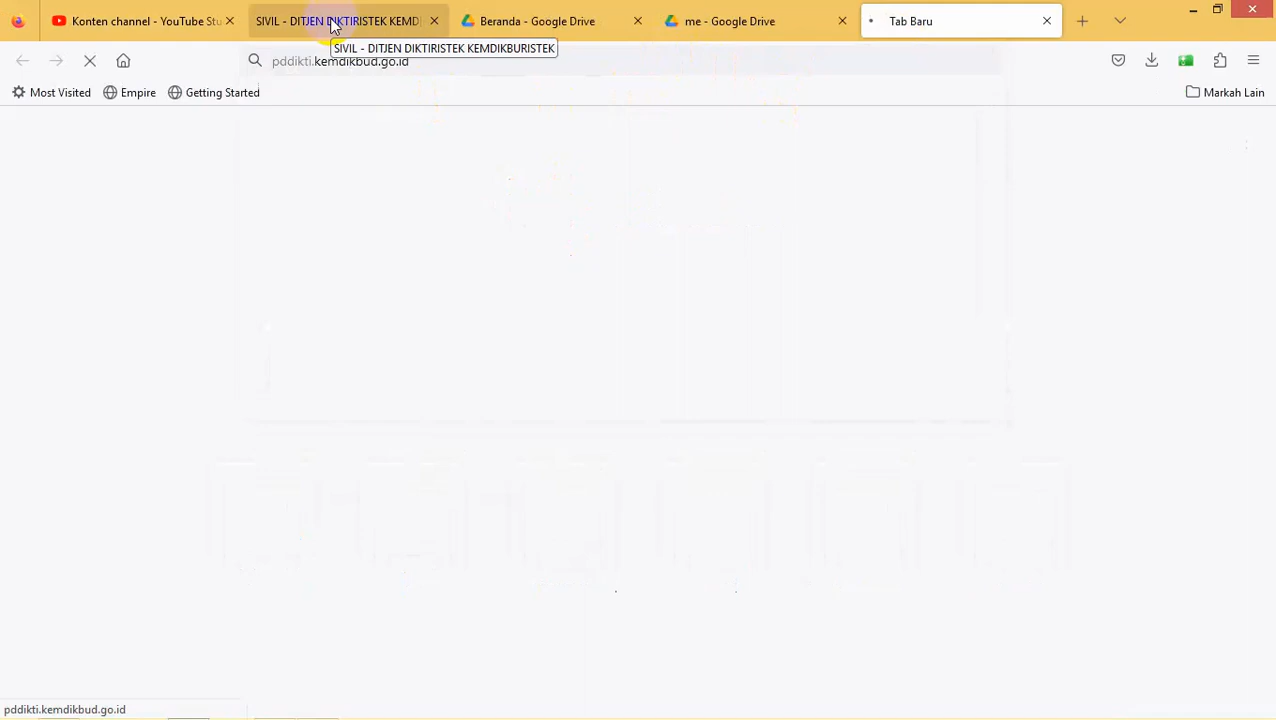 Konten channel - YouTube Stu
SIVIL - DITJEN DIKTIRISTEK KEMD
Beranda - Google Drive
me - Google Drive
Tab Baru
SIVIL - DITJEN DIKTIRISTEK KEMDIKBURISTEK
pddikti.kemdikbud.go.id
Most Visited
Empire
Getting Started
Markah Lain
pddikti.kemdikbud.go.id